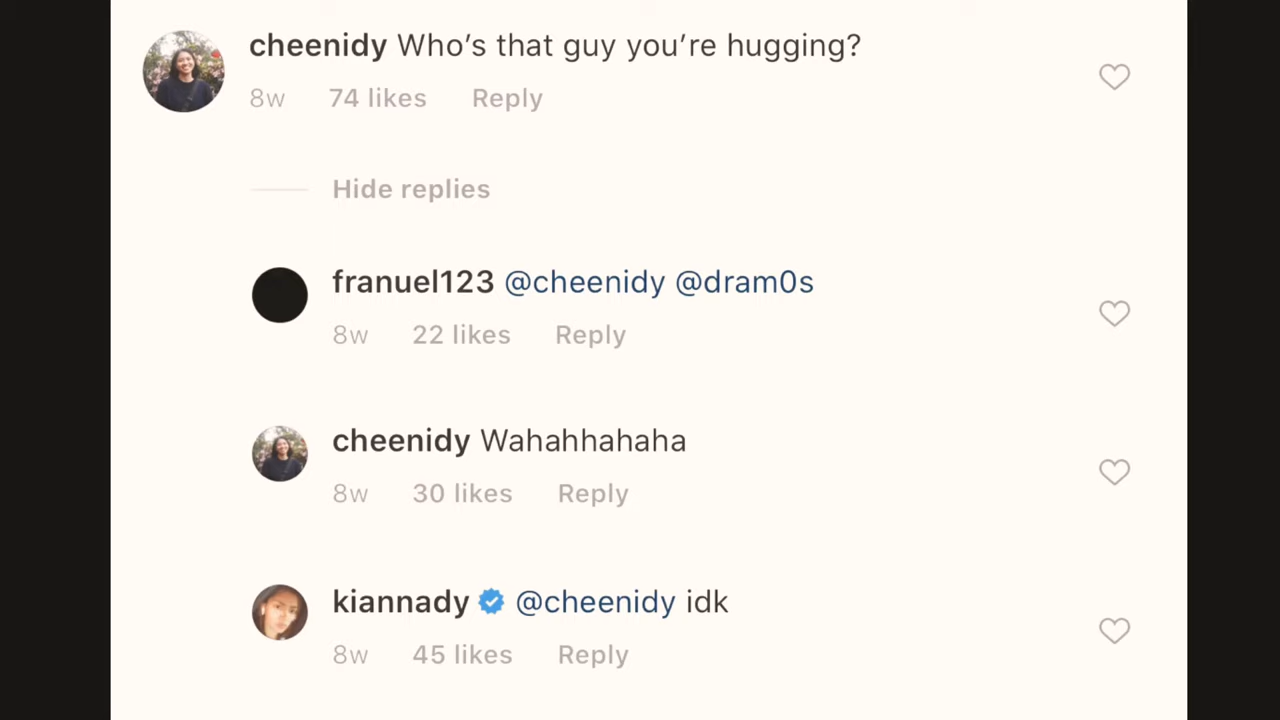 cheenidy Who's that guy you're hugging?
8w 74 likes Reply
Hide replies
franuel123 @cheenidy @dram0s
8w 22 likes Reply
cheenidy Wahahhahaha
8w 30 likes Reply
kiannady @cheenidy idk
8w 45 likes Reply